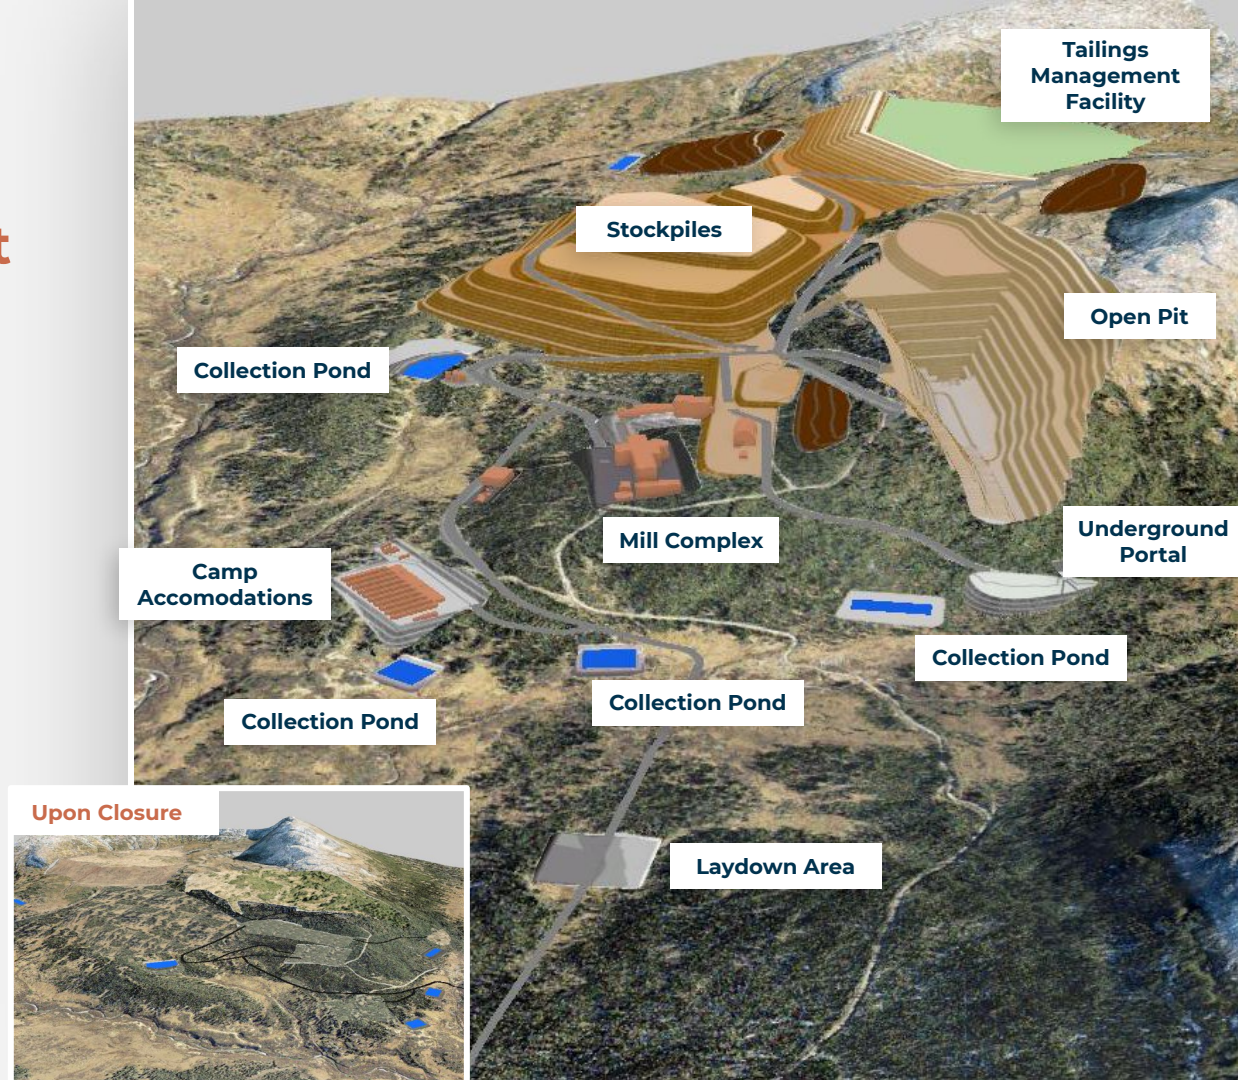 Tailings
Management
Facility
Stockpiles
Open Pit
Collection Pond
Underground
Portal
Mill Complex
Camp
Accomodations
Collection Pond
Collection Pond
Collection Pond
Upon Closure
Laydown Area